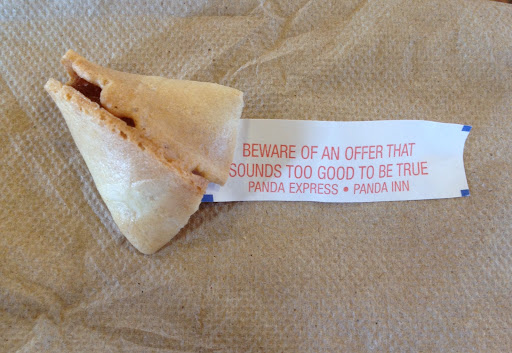 BEWARE OF AN OFFER THAT
SOUNDS TOO GOOD TO BE TRUE
PANDA EXPRESS • PANDA INN